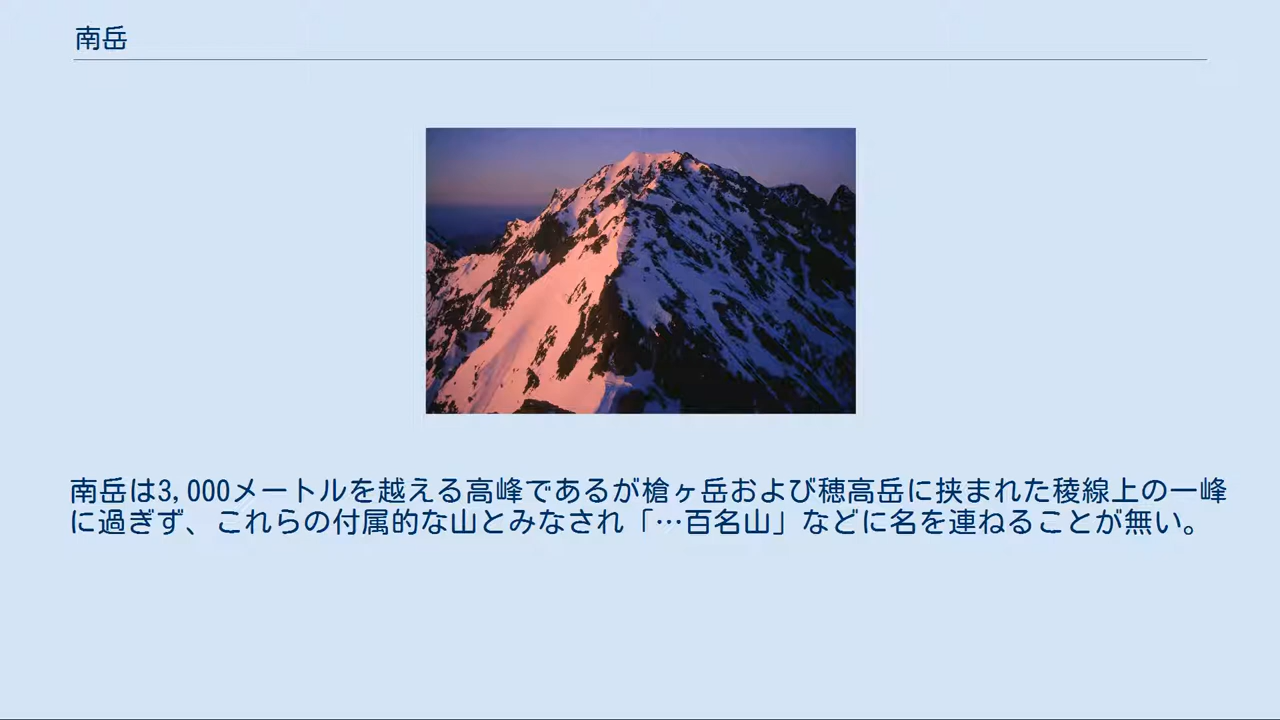 南岳
南岳は3,000メートルを越える高峰であるが槍ヶ岳および穂高岳に挟まれた稜線上の一峰
に過ぎず、これらの付属的な山とみなされ「…百名山」などに名を連ねることが無い。